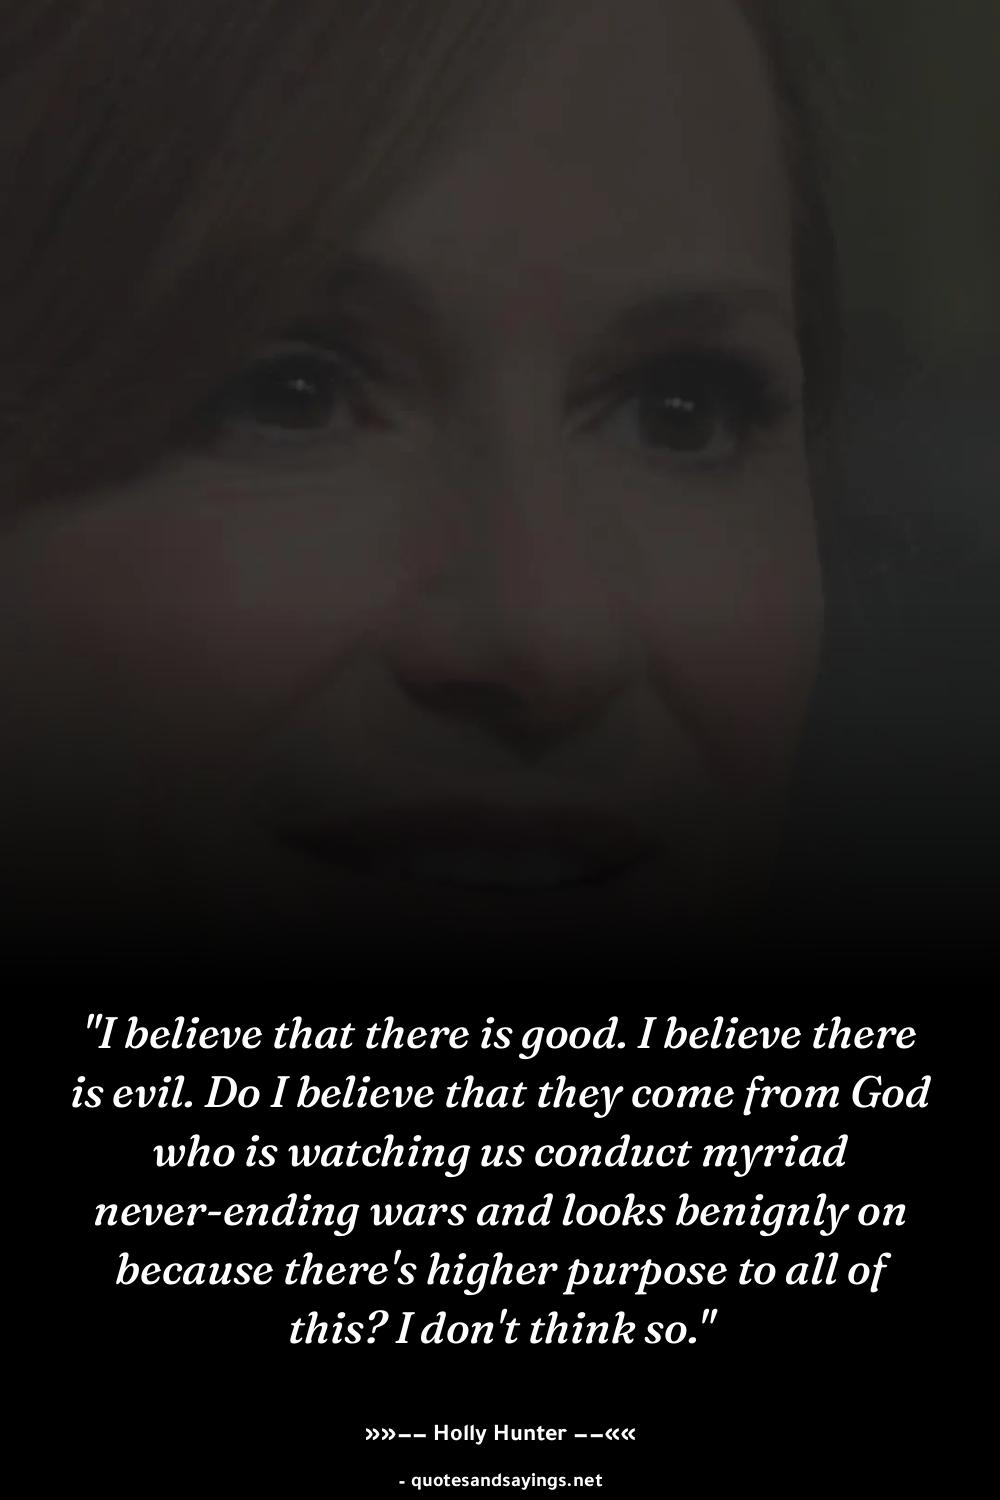 "I believe that there is good. I believe there
is evil. Do I believe that they come from God
who is watching us conduct myriad
never-ending wars and looks benignly on
because there's higher purpose to all of
this? I don't think so."
»»−− Holly Hunter −−««
- quotesandsayings.net